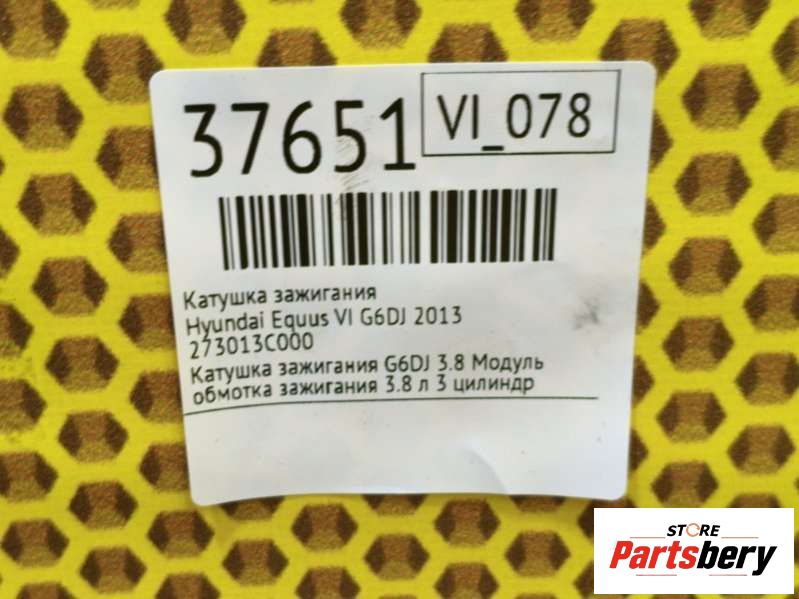 37651
VI_078
Катушка зажигания
Hyundai Equus VI G6DJ 2013
273013C000
Катушка зажигания G6DJ 3.8 Модуль
обмотка зажигания 3.8 л 3 цилиндр
STORE
Partsbery